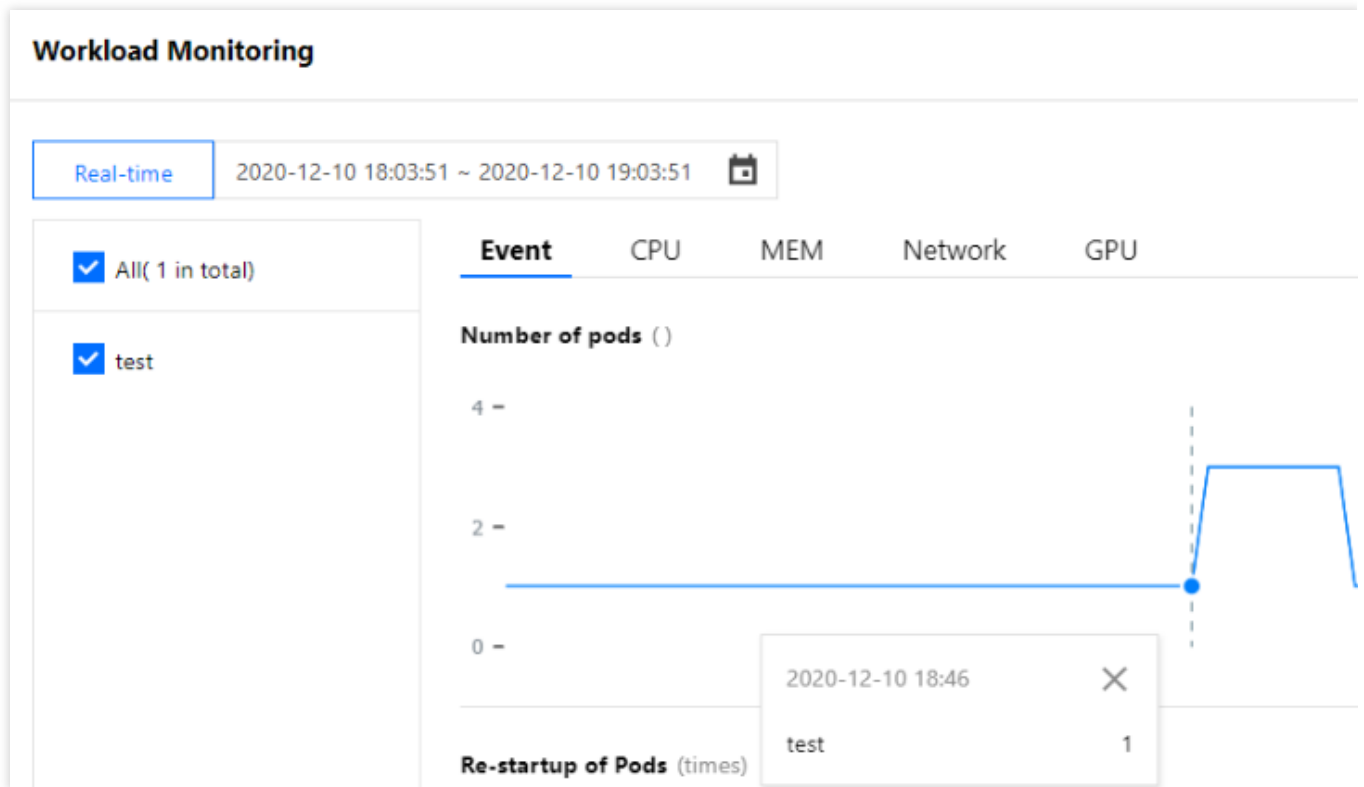 Workload Monitoring
Real-time 2020-12-10 18:03:51 ~ 2020-12-10 19:03:51
All( 1 in total)
test
Event CPU MEM Network GPU
Number of pods ( )
4
2
0
2020-12-10 18:46
test 1
Re-startup of Pods (times)